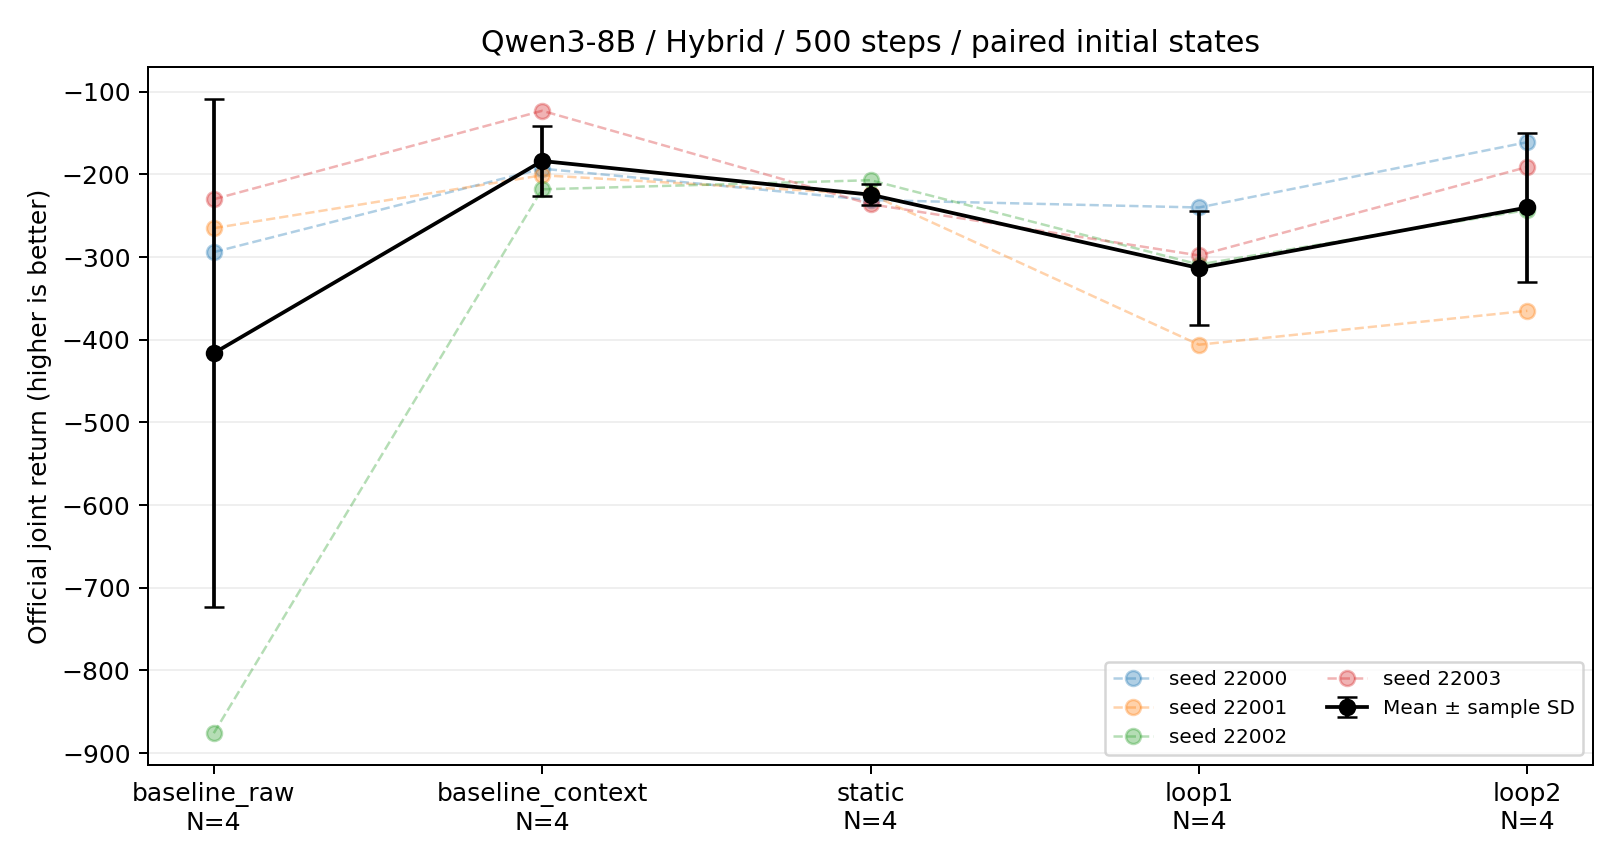 Qwen3-8B / Hybrid / 500 steps / paired initial states
Official joint return (higher is better)
−100
−200
−300
−400
−500
−600
−700
−800
−900
baseline_raw
N=4
baseline_context
N=4
static
N=4
loop1
N=4
loop2
N=4
seed 22000
seed 22001
seed 22002
seed 22003
Mean ± sample SD